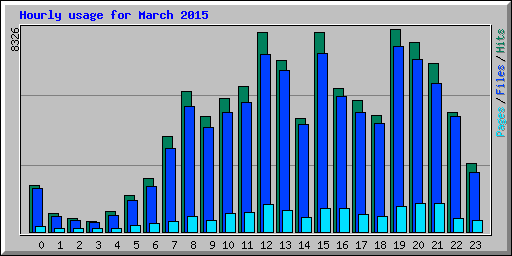 Hourly usage for March 2015
8326
Pages/Files/Hits
0 1 2 3 4 5 6 7 8 9 10 11 12 13 14 15 16 17 18 19 20 21 22 23